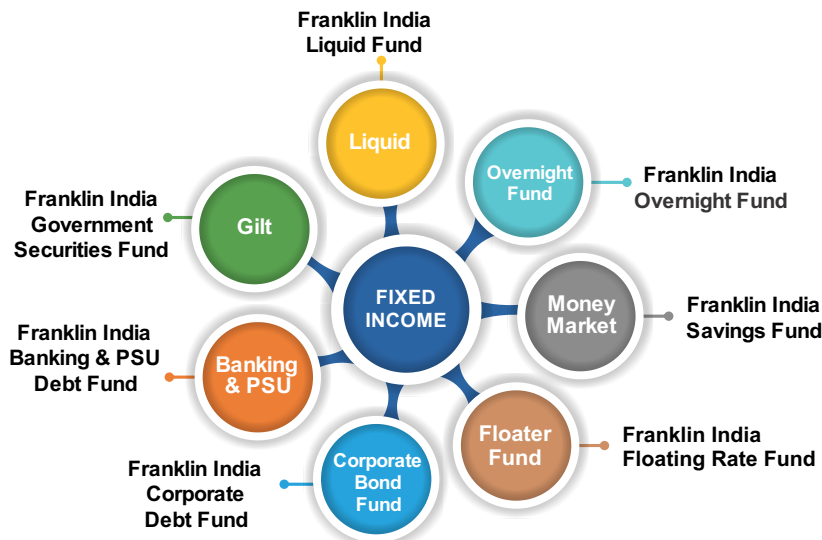 Franklin India
Liquid Fund
Liquid
Overnight
Fund
Franklin India
Overnight Fund
Franklin India
Government
Securities Fund
Gilt
FIXED
INCOME
Money
Market
Franklin India
Savings Fund
Franklin India
Banking & PSU
Debt Fund
Banking
& PSU
Floater
Fund
Franklin India
Floating Rate Fund
Franklin India
Corporate
Debt Fund
Corporate
Bond
Fund